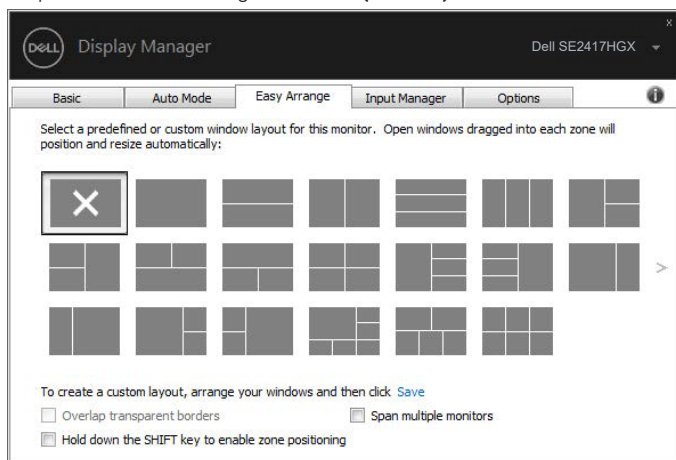 DELL
Display Manager
Dell SE2417HGX
x
Basic
Auto Mode
Easy Arrange
Input Manager
Options
Select a predefined or custom window layout for this monitor. Open windows dragged into each zone will
position and resize automatically:
>
To create a custom layout, arrange your windows and then click Save
Overlap transparent borders
Span multiple monitors
Hold down the SHIFT key to enable zone positioning